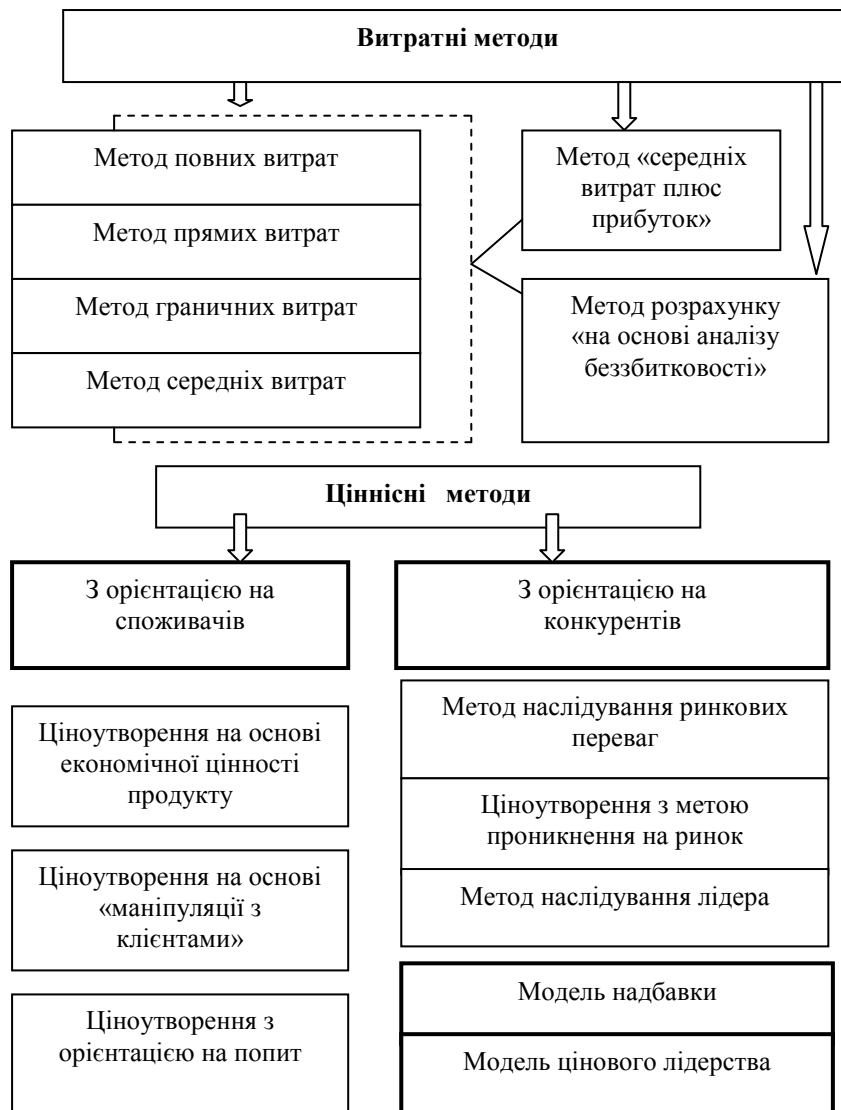 Витратні методи
Метод повних витрат
Метод прямих витрат
Метод граничних витрат
Метод середніх витрат
Метод «середніх
витрат плюс
прибуток»
Метод розрахунку
«на основі аналізу
беззбитковості»
Ціннісні методи
З орієнтацією на
споживачів
Ціноутворення на основі
економічної цінності
продукту
Ціноутворення на основі
«маніпуляції з
клієнтами»
Ціноутворення з
орієнтацією на попит
З орієнтацією на
конкурентів
Метод наслідування ринкових
переваг
Ціноутворення з метою
проникнення на ринок
Метод наслідування лідера
Модель надбавки
Модель цінового лідерства